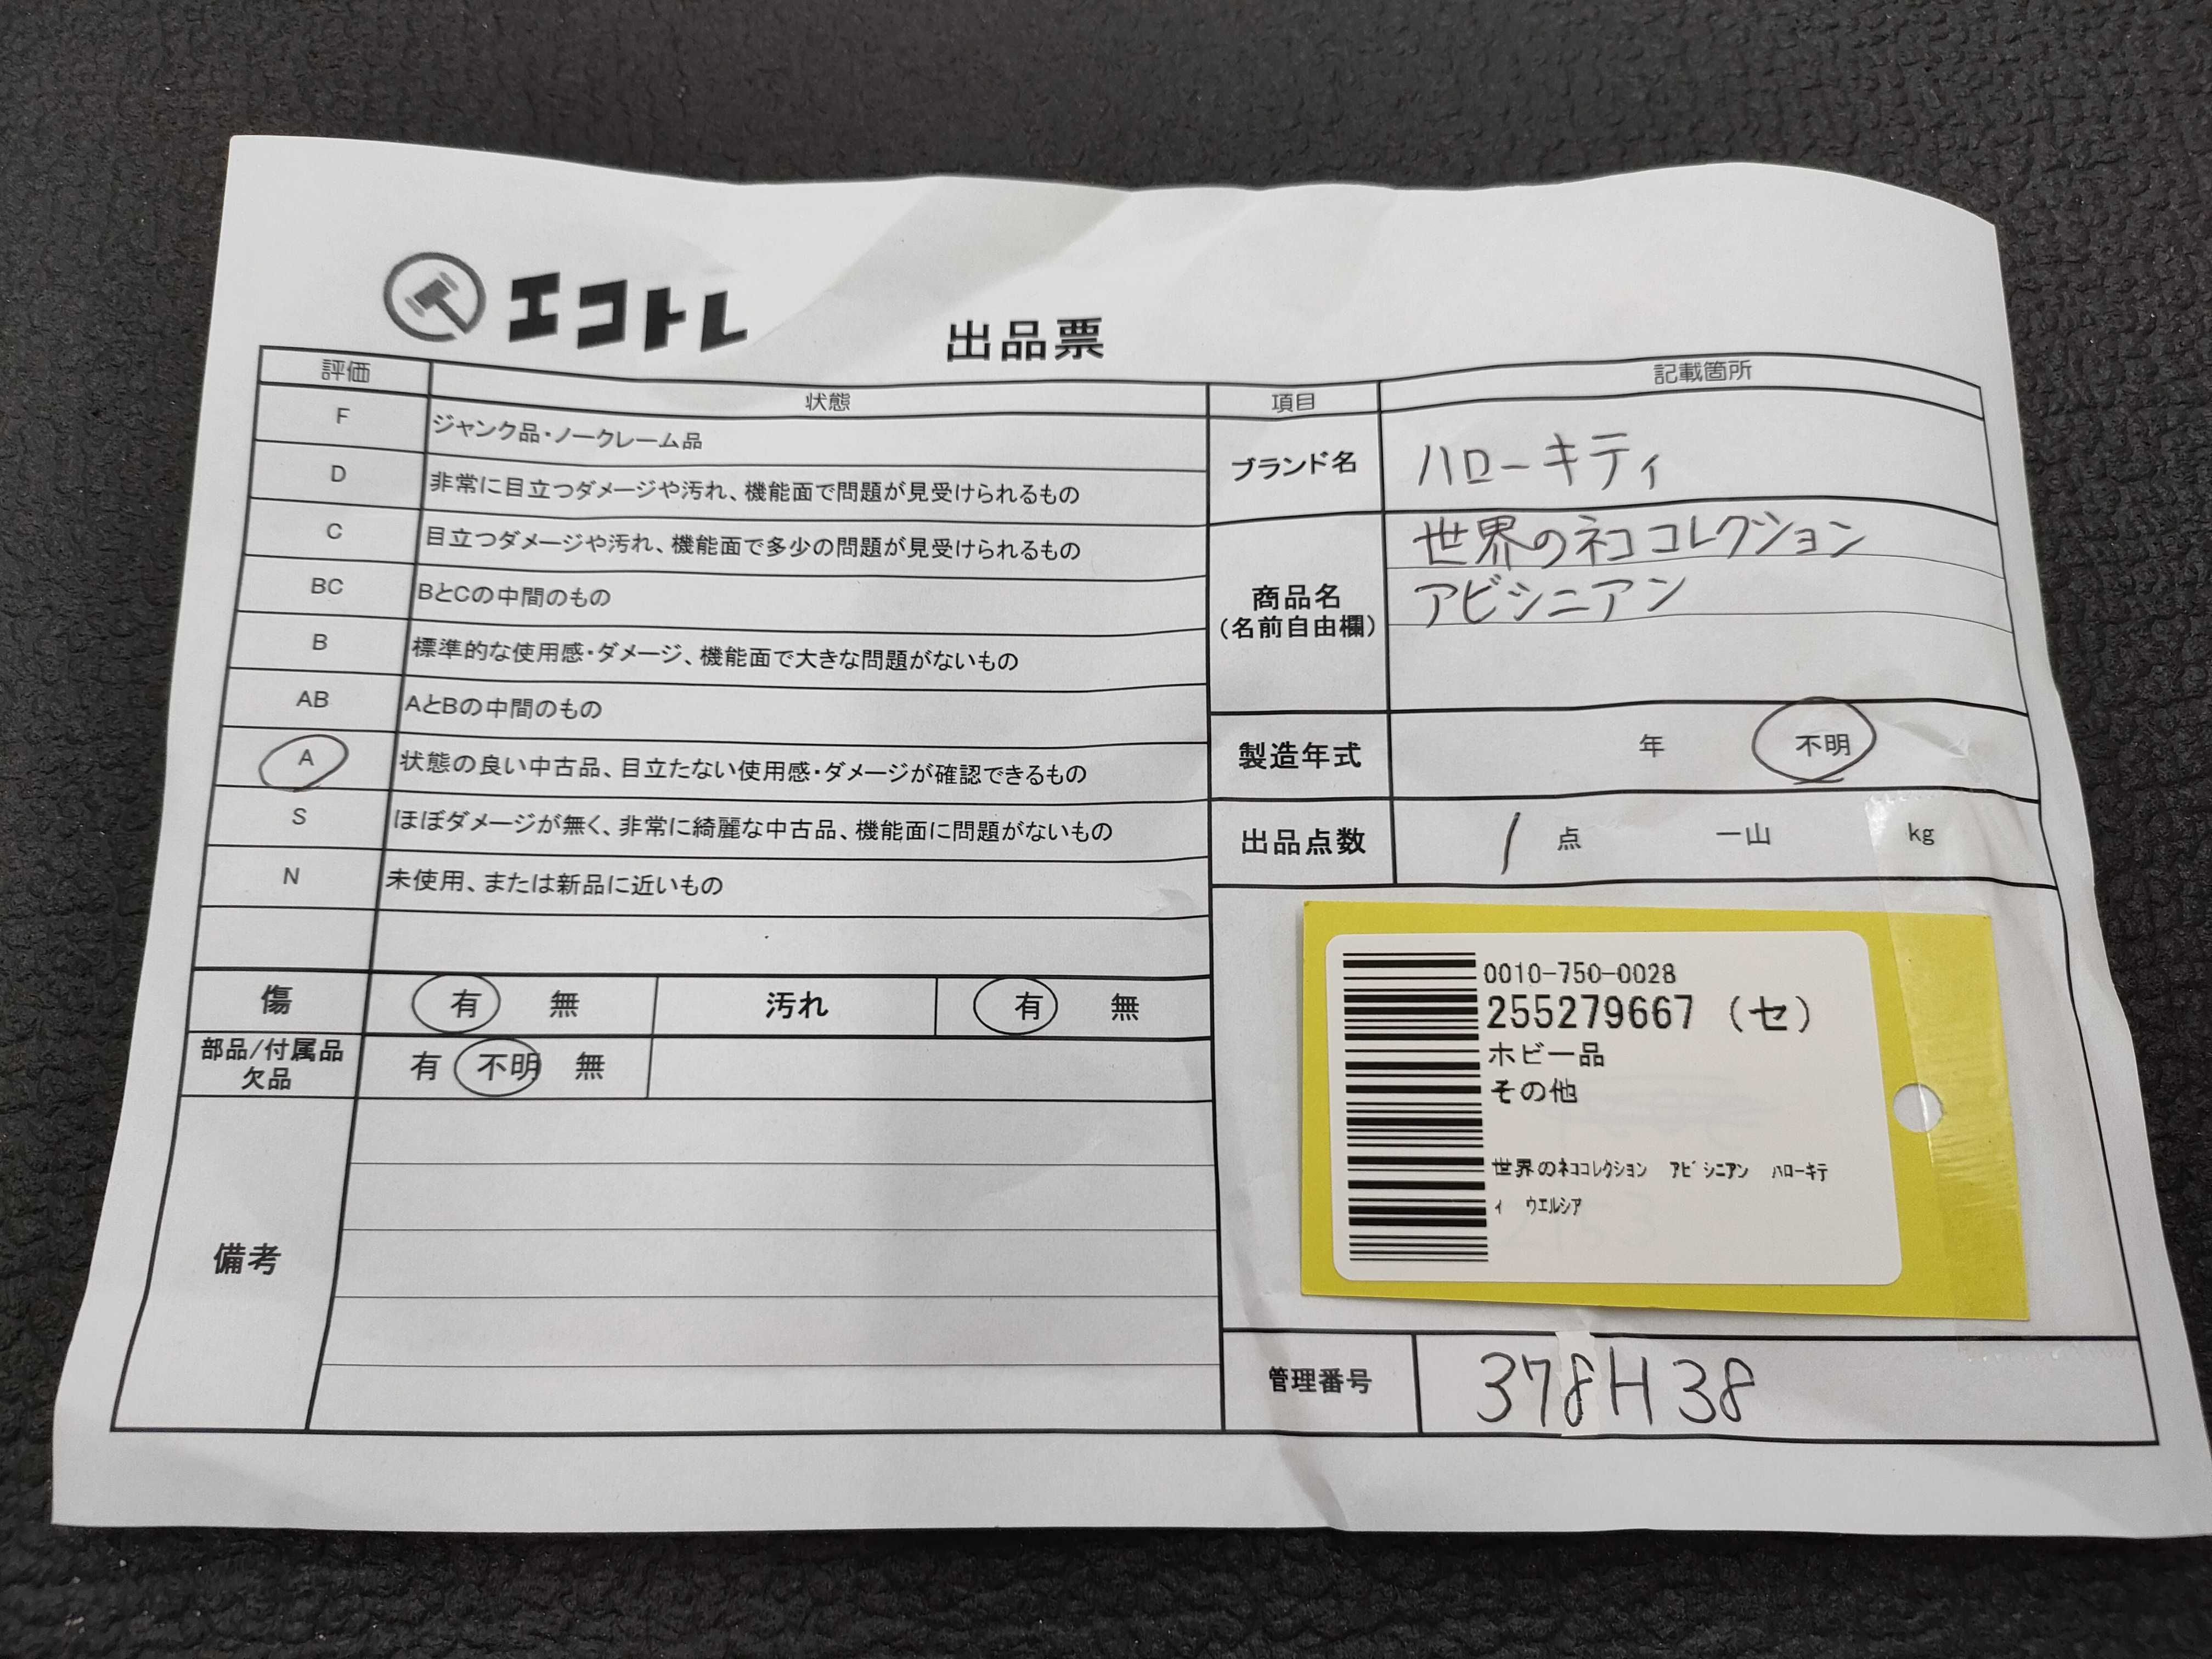 エコトレ
出品票
評価 状態
F ジャンク品・ノークレーム品
D 非常に目立つダメージや汚れ、機能面で問題が見受けられるもの
C 目立つダメージや汚れ、機能面で多少の問題が見受けられるもの
BC BとCの中間のもの
B 標準的な使用感・ダメージ、機能面で大きな問題がないもの
AB AとBの中間のもの
A 状態の良い中古品、目立たない使用感・ダメージが確認できるもの
S ほぼダメージが無く、非常に綺麗な中古品、機能面に問題がないもの
N 未使用、または新品に近いもの
傷 有 無 汚れ 有 無
部品/付属品
欠品
有 不明 無
備考
項目 記載箇所
ブランド名 ハローキティ
商品名
(名前自由欄)
世界のネココレクション
アビシニアン
製造年式 年 不明
出品点数 1 点 一山 kg
0010-750-0028
255279667 (セ)
ホビー品
その他
世界のネココレクション アビシニアン ハローキテ
ィ ウエルシア
管理番号 378H38